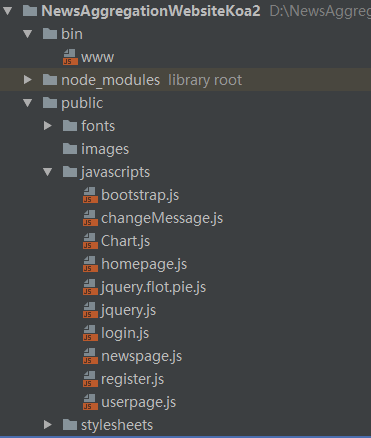 NewsAggregationWebsiteKoa2 D:\NewsAggreg
bin
www
node_modules library root
public
fonts
images
javascripts
bootstrap.js
changeMessage.js
Chart.js
homepage.js
jquery.flot.pie.js
jquery.js
login.js
newspage.js
register.js
userpage.js
stylesheets